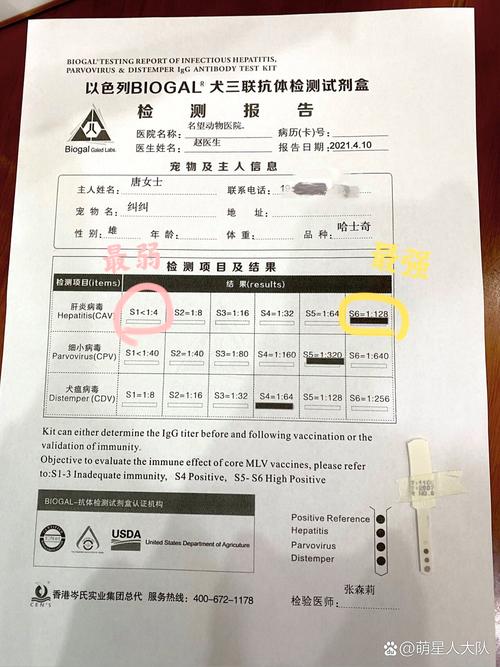 BIOGAL'TESTING REPORT OF INFECTIOUS HEPATITIS,
PARVOVIRUS & DISTEMPER IgG ANTIBODY TEST KIT
以色列BIOGAL® 犬三联抗体检测试剂盒
检测报告
Biogal Galed Labs.
医院名称: 名望动物医院. 病历(卡)号:
医生姓名: 赵医生 报告日期: 2021.4.10
宠物及主人信息
主人姓名: 唐女士 联系电话:
宠物名: 纠纠 地址:
性别: 雄 年龄: 体重: 品种: 哈士奇
最弱 最强
检测项目及结果
检测项目(items) 结果(results)
肝炎病毒
Hepatitis(CAV) S1<1:4 S2=1:8 S3=1:16 S4=1:32 S5=1:64 S6=1:128
细小病毒
Parvovirus(CPV) S1<1:40 S2=1:40 S3=1:80 S4=1:160 S5=1:320 S6=1:640
犬瘟病毒
Distemper (CDV) S1=1:8 S2=1:16 S3=1:32 S4=1:64 S5=1:128 S6=1:256
Kit can either determine the IgG titer before and following vaccination or the
validation of immunity.
Objective to evaluate the immune effect of core MLV vaccines, please refer
to:S1-3 Inadequate immunity, S4 Positive, S5- S6 High Positive
BIOGAL-抗体检测试剂盒认证机构
USDA United States Department of Agriculture
Positive Reference
Hepatitis
Parvovirus
Distemper
CEN'S 香港岑氏实业集团总代 服务热线: 400-672-1178
检验医师: 张森莉
@萌星人大队